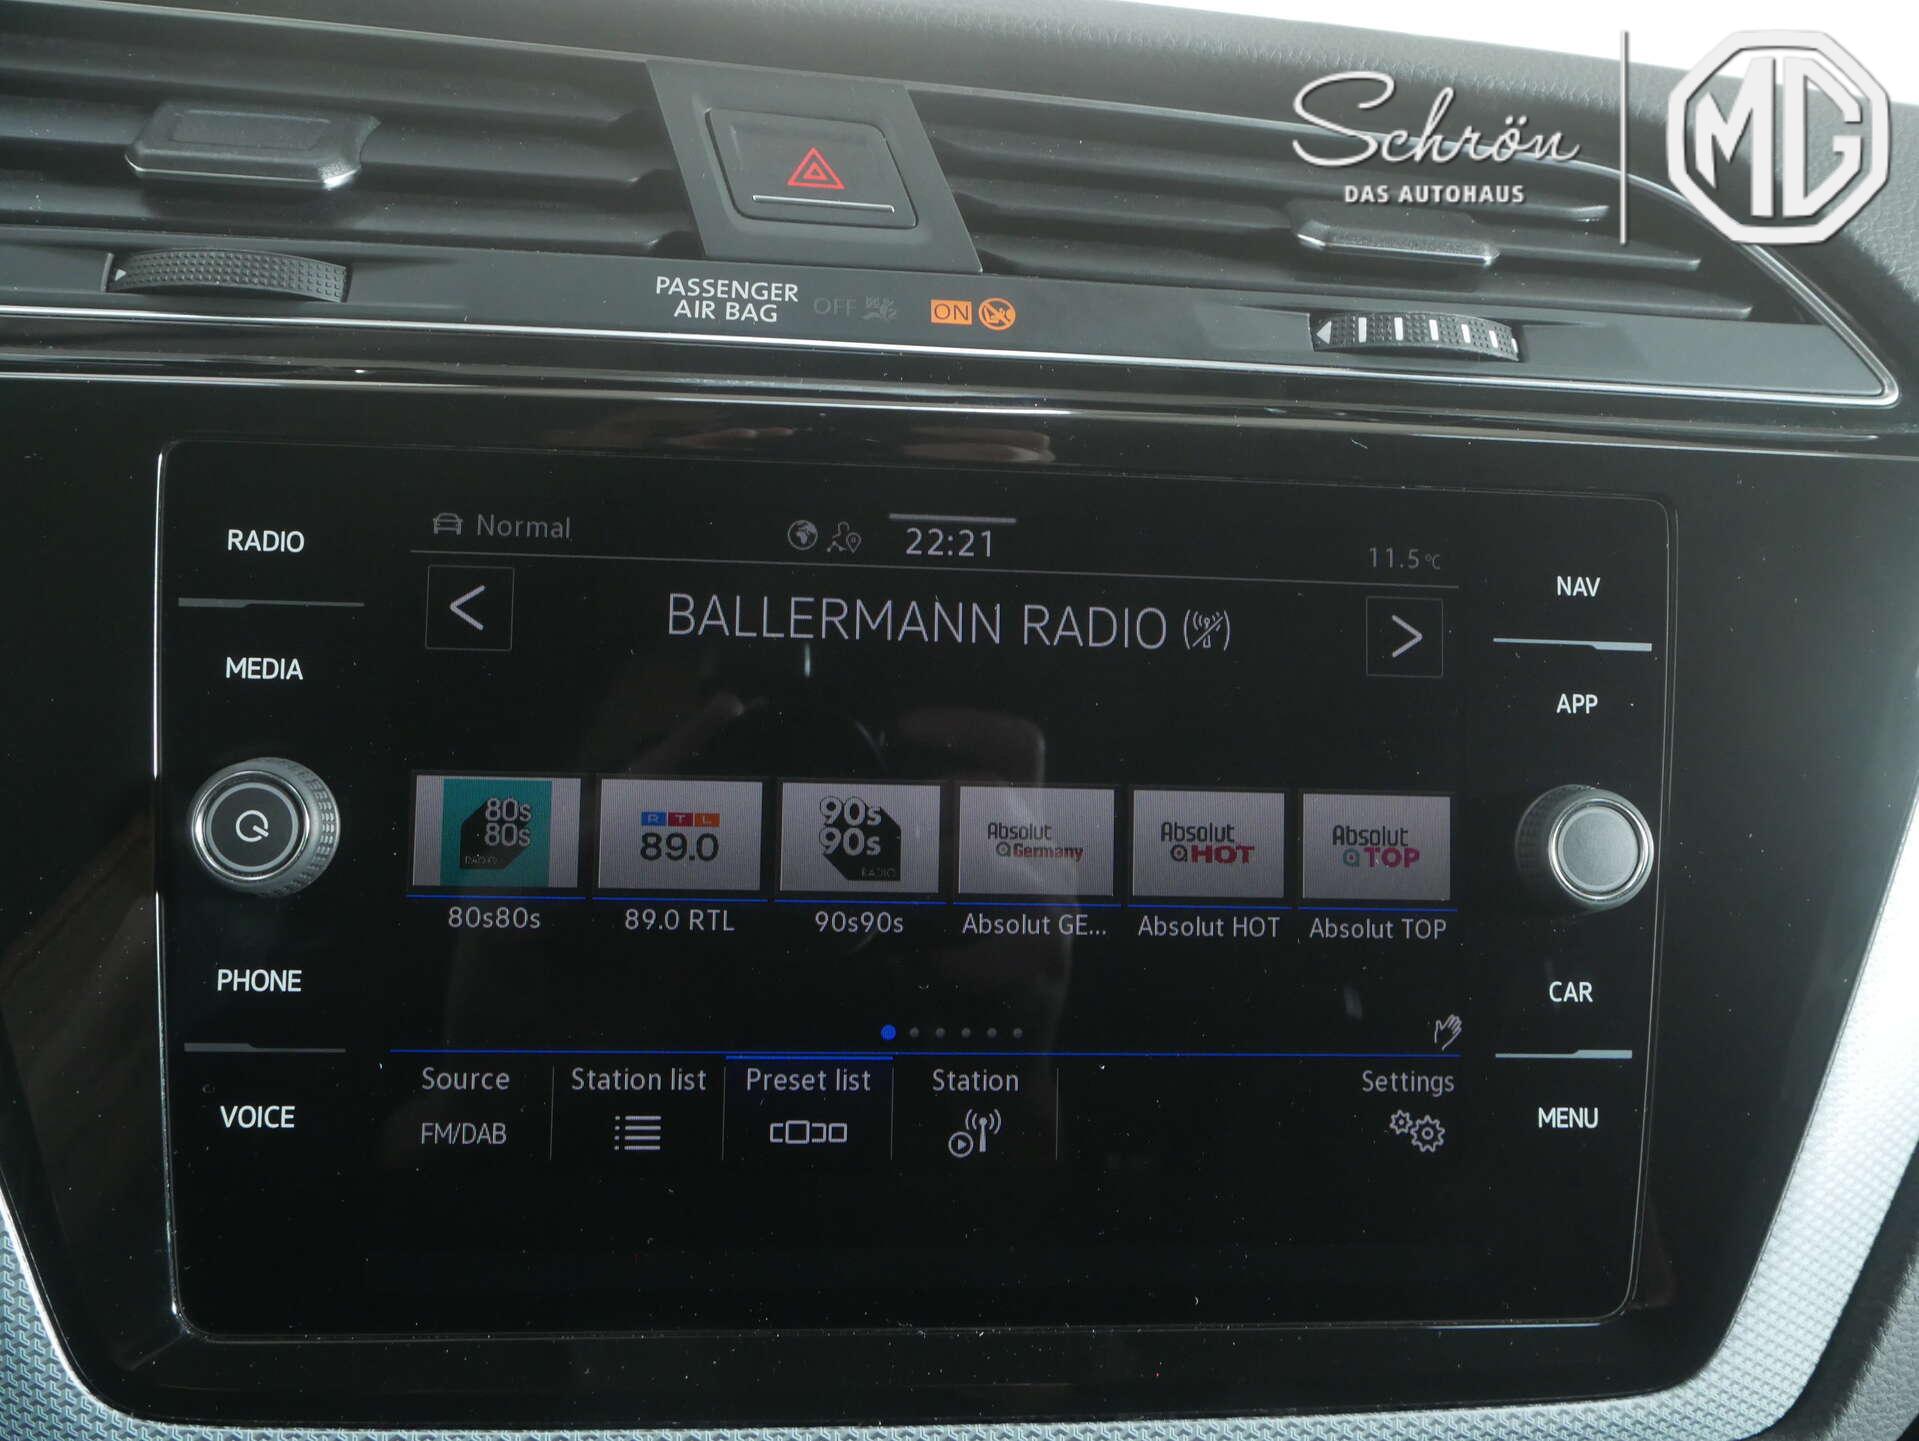 Schrön
DAS AUTOHAUS
MG
PASSENGER
AIR BAG
OFF
ON
RADIO
MEDIA
PHONE
VOICE
Normal
22:21
11.5°C
<
BALLERMANN RADIO
>
80s
80s
RADIO
RTL
89.0
90s
90s
RADIO
Absolut
Germany
Absolut
HOT
Absolut
TOP
80s80s
89.0 RTL
90s90s
Absolut GE...
Absolut HOT
Absolut TOP
Source
FM/DAB
Station list
Preset list
Station
Settings
NAV
APP
CAR
MENU